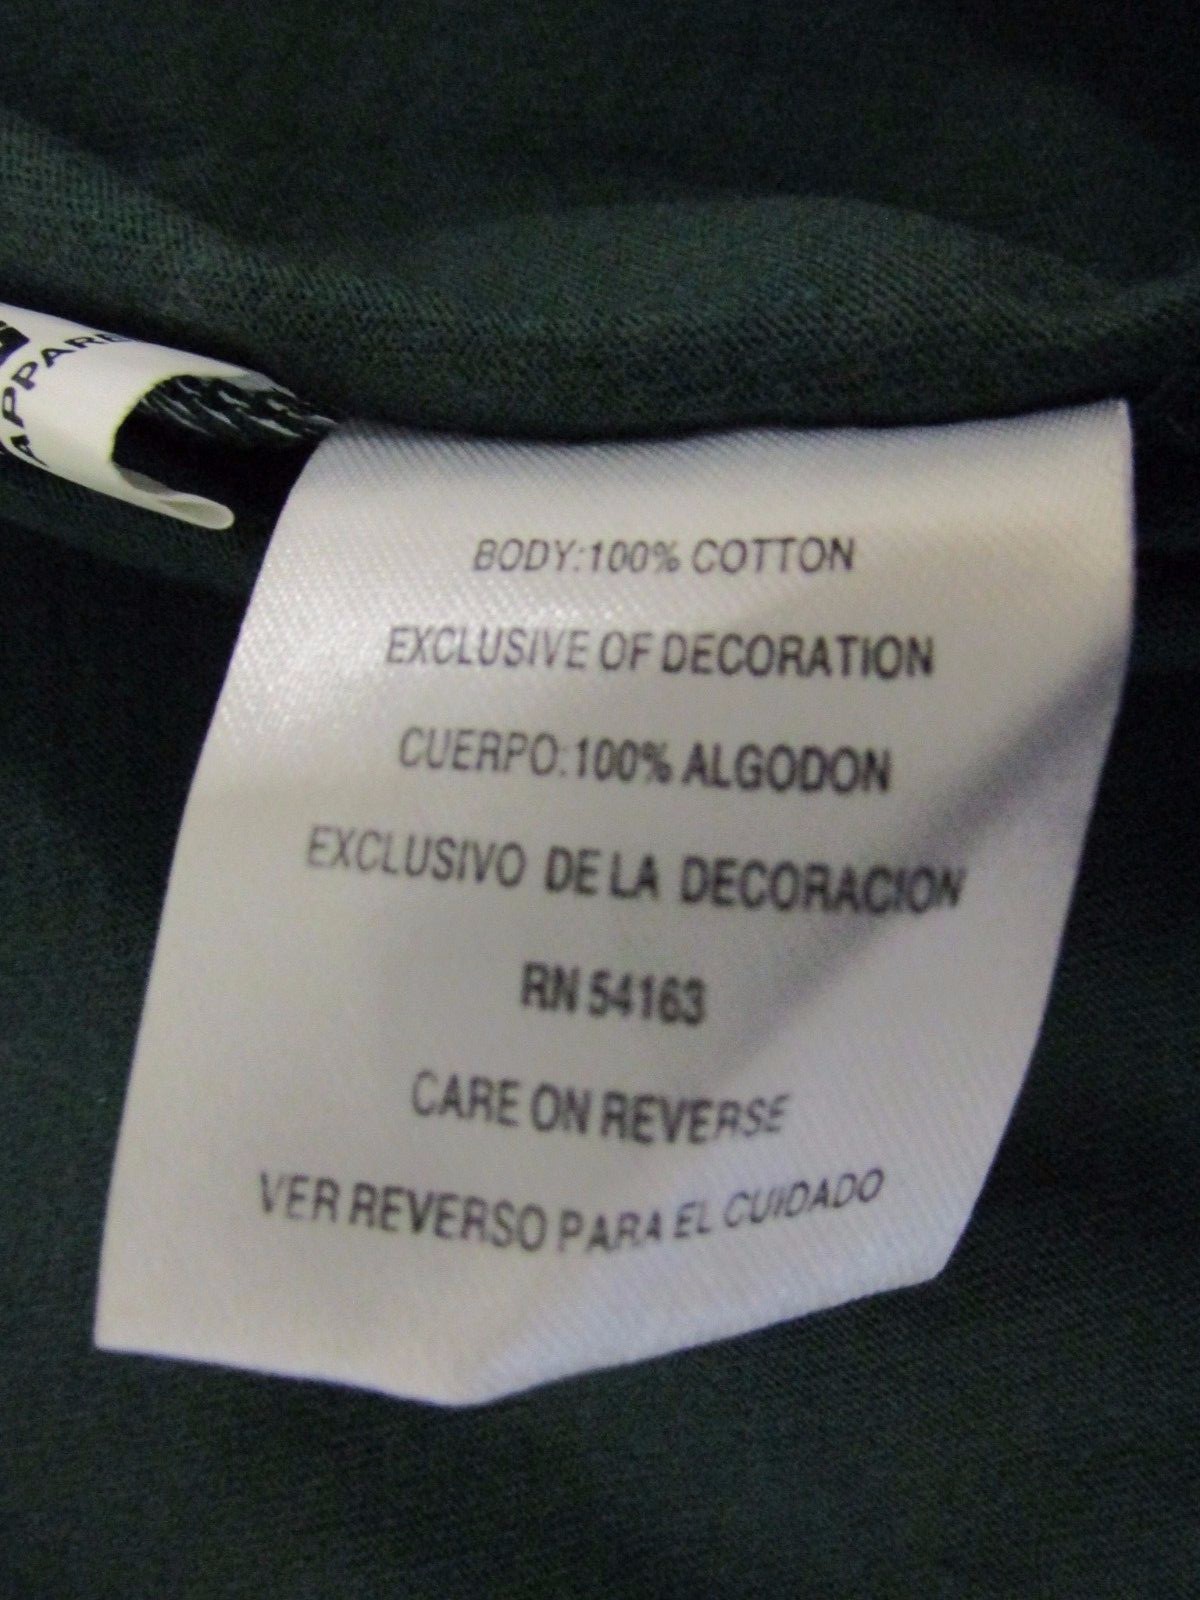 APPARE
BODY:100% COTTON
EXCLUSIVE OF DECORATION
CUERPO:100% ALGODON
EXCLUSIVO DE LA DECORACION
RN 54163
CARE ON REVERSE
VER REVERSO PARA EL CUIDADO